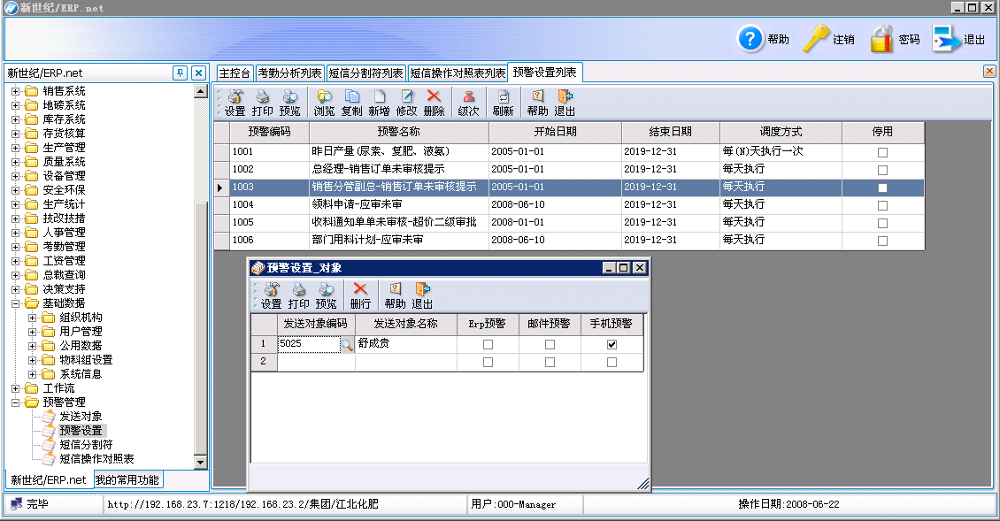 新世纪/ERP.net
帮助 注销 密码 退出
新世纪/ERP.net
主控台 考勤分析列表 短信分割符列表 短信操作对照表列表 预警设置列表
销售系统
地磅系统
库存系统
存货核算
生产管理
质量系统
设备管理
安全环保
生产统计
技改技措
人事管理
考勤管理
工资管理
总裁查询
决策支持
基础数据
组织机构
用户管理
公用数据
物料组设置
系统信息
工作流
预警管理
发送对象
预警设置
短信分割符
短信操作对照表
新世纪/ERP.net 我的常用功能
设置 打印 预览 浏览 复制 新增 修改 删除 级次 刷新 帮助 退出
预警编码 预警名称 开始日期 结束日期 调度方式 停用
1001 昨日产量(尿素、复肥、液氨) 2005-01-01 2019-12-31 每(N)天执行一次
1002 总经理-销售订单未审核提示 2005-01-01 2019-12-31 每天执行
1003 销售分管副总-销售订单未审核提示 2005-01-01 2019-12-31 每天执行
1004 领料申请-应审未审 2008-06-10 2019-12-31 每天执行
1005 收料通知单单未审核-超价二级审批 2008-01-01 2019-12-31 每天执行
1006 部门用料计划-应审未审 2008-06-10 2019-12-31 每天执行
预警设置_对象
设置 打印 预览 删行 帮助 退出
发送对象编码 发送对象名称 Erp预警 邮件预警 手机预警
1 5025 舒成贵
2
完毕 http://192.168.23.7:1218/192.168.23.2/集团/江北化肥 用户:000-Manager 操作日期:2008-06-22